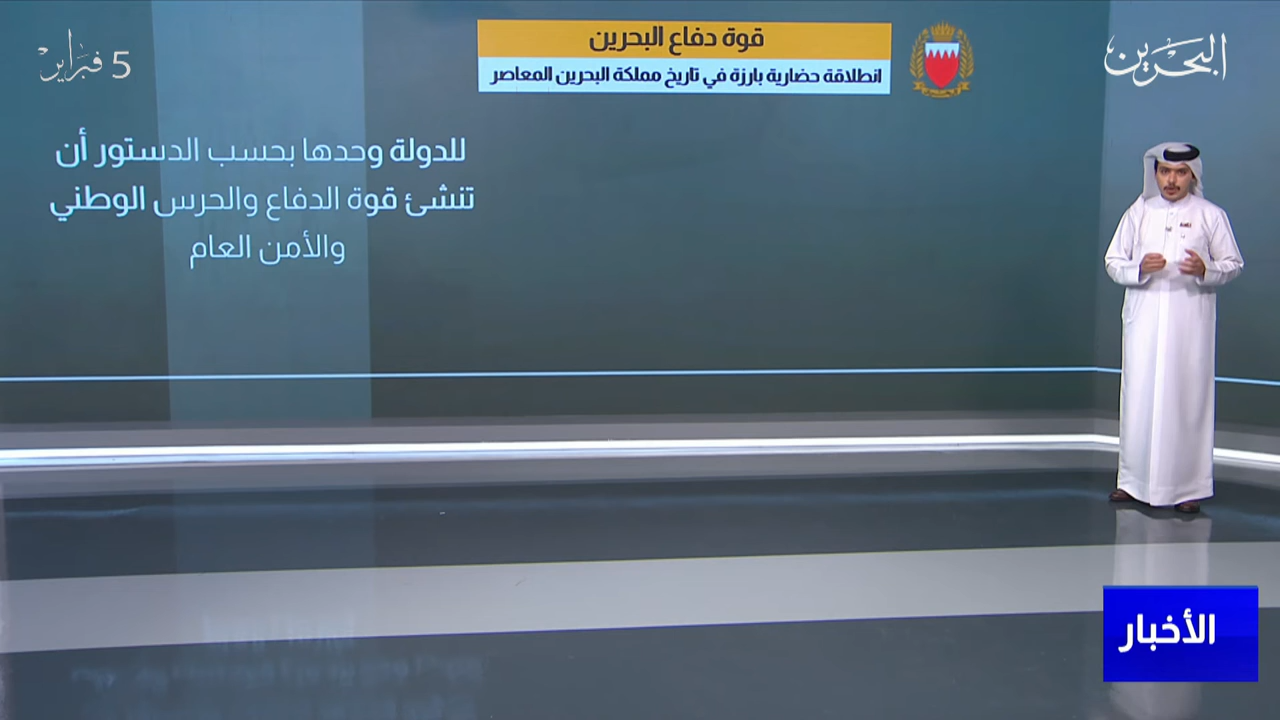 قوة دفاع البحرين
انطلاقة حضارية بارزة في تاريخ مملكة البحرين المعاصر
البحرين
5 فبراير
للدولة وحدها بحسب الدستور أن
تنشئ قوة الدفاع والحرس الوطني
والأمن العام
الأخبار